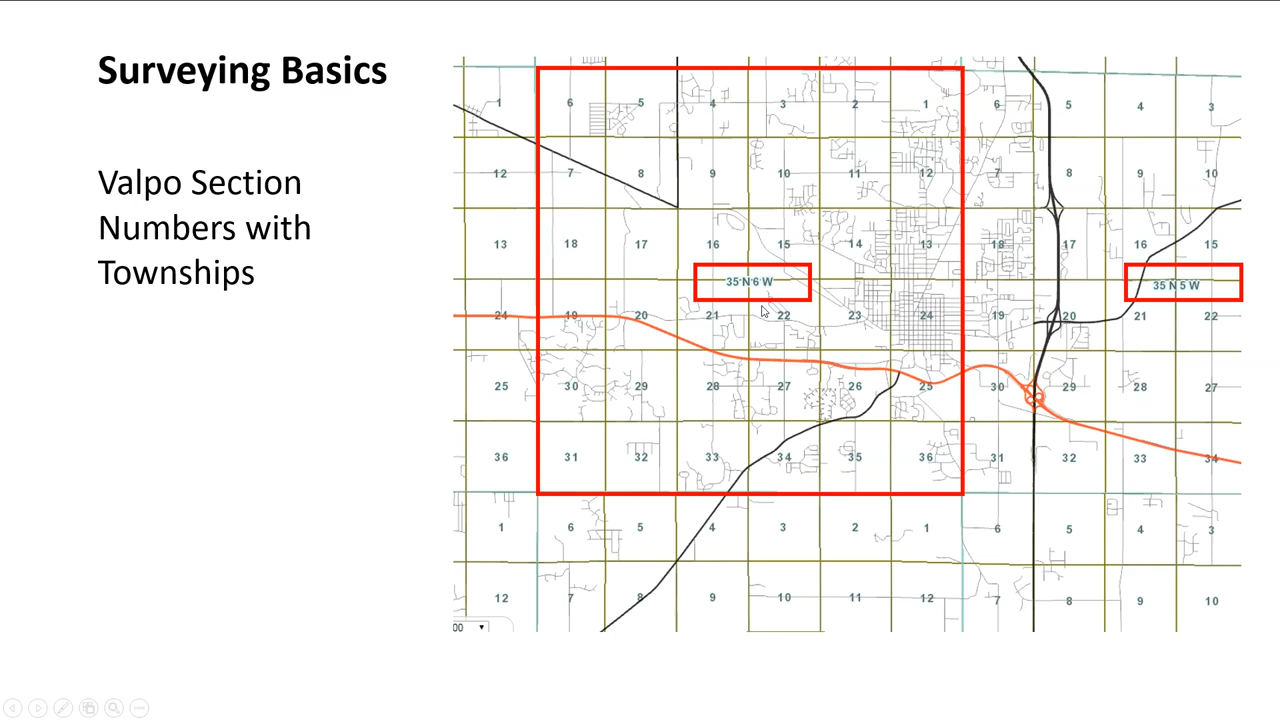 Surveying Basics
Valpo Section
Numbers with
Townships
1 6 5 4 3 2 1 6 5 4 3
12 7 8 9 10 11 12 7 8 9 10
13 18 17 16 15 14 13 18 17 16 15
35 N 6 W 35 N 5 W
24 19 20 21 22 23 24 19 20 21 22
25 30 29 28 27 26 25 30 29 28 27
36 31 32 33 34 35 36 31 32 33 34
1 6 5 4 3 2 1 6 5 4 3
12 7 8 9 10 11 12 7 8 9 10
00